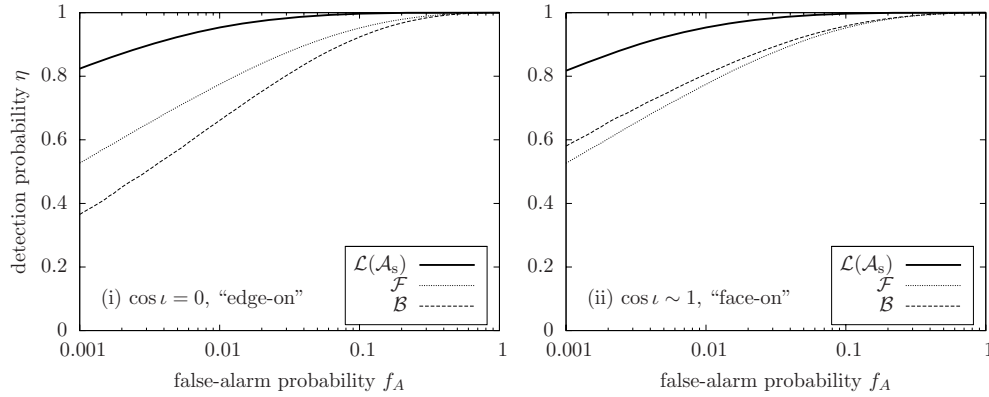 detection probability η
1
0.8
0.6
0.4
0.2
0
0.001
0.01
0.1
1
false-alarm probability f_A
ℒ(𝒜_s)
ℱ
ℬ
(i) cos ι = 0, “edge-on”
1
0.8
0.6
0.4
0.2
0
0.001
0.01
0.1
1
false-alarm probability f_A
ℒ(𝒜_s)
ℱ
ℬ
(ii) cos ι ∼ 1, “face-on”